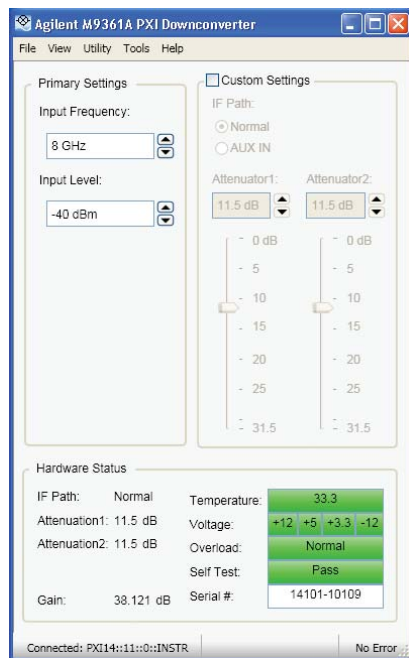 Agilent M9361A PXI Downconverter
File View Utility Tools Help
Primary Settings
Input Frequency:
8 GHz
Input Level:
-40 dBm
Custom Settings
IF Path:
Normal
AUX IN
Attenuator1: Attenuator2:
11.5 dB 11.5 dB
0 dB 0 dB
5 5
10 10
15 15
20 20
25 25
31.5 31.5
Hardware Status
IF Path: Normal
Attenuation1: 11.5 dB
Attenuation2: 11.5 dB
Gain: 38.121 dB
Temperature: 33.3
Voltage: +12 +5 +3.3 -12
Overload: Normal
Self Test: Pass
Serial #: 14101-10109
Connected: PXI14::11::0::INSTR No Error